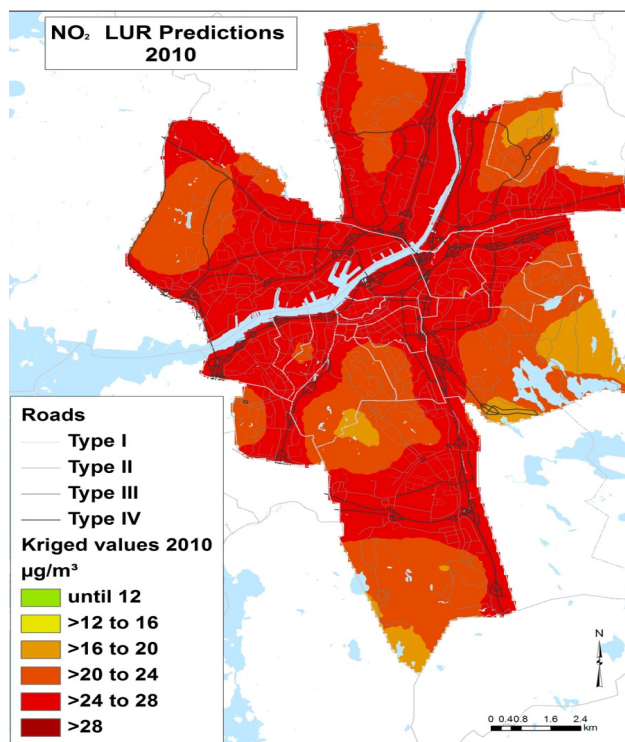 NO₂ LUR Predictions
2010
Roads
Type I
Type II
Type III
Type IV
Kriged values 2010
µg/m³
until 12
>12 to 16
>16 to 20
>20 to 24
>24 to 28
>28
N
0 0.40.8 1.6 2.4
km